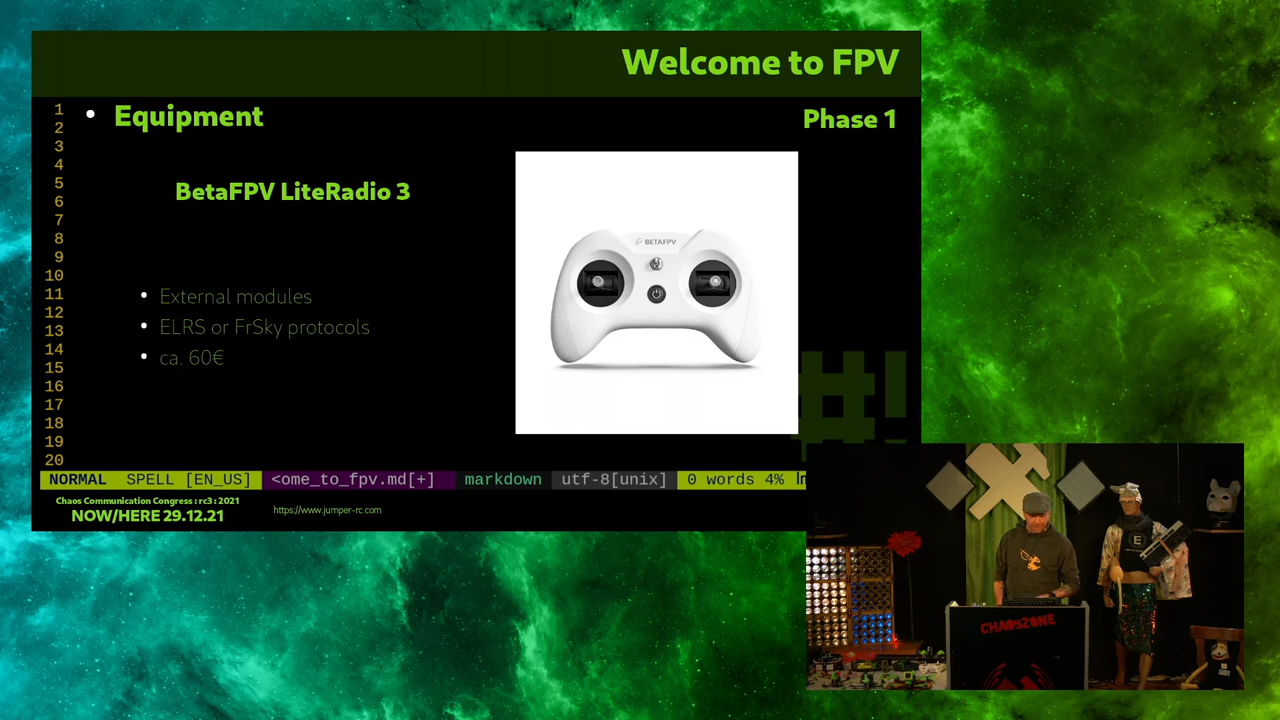 Welcome to FPV
• Equipment
Phase 1
BetaFPV LiteRadio 3
BETAFPV
• External modules
• ELRS or FrSky protocols
• ca. 60€
1
2
3
4
5
6
7
8
9
10
11
12
13
14
15
16
17
18
19
20
#!
NORMAL SPELL [EN_US] <ome_to_fpv.md[+] markdown utf-8[unix] 0 words 4% ln
Chaos Communication Congress : rc3 : 2021
NOW/HERE 29.12.21
https://www.jumper-rc.com
E
CHAOSZONE